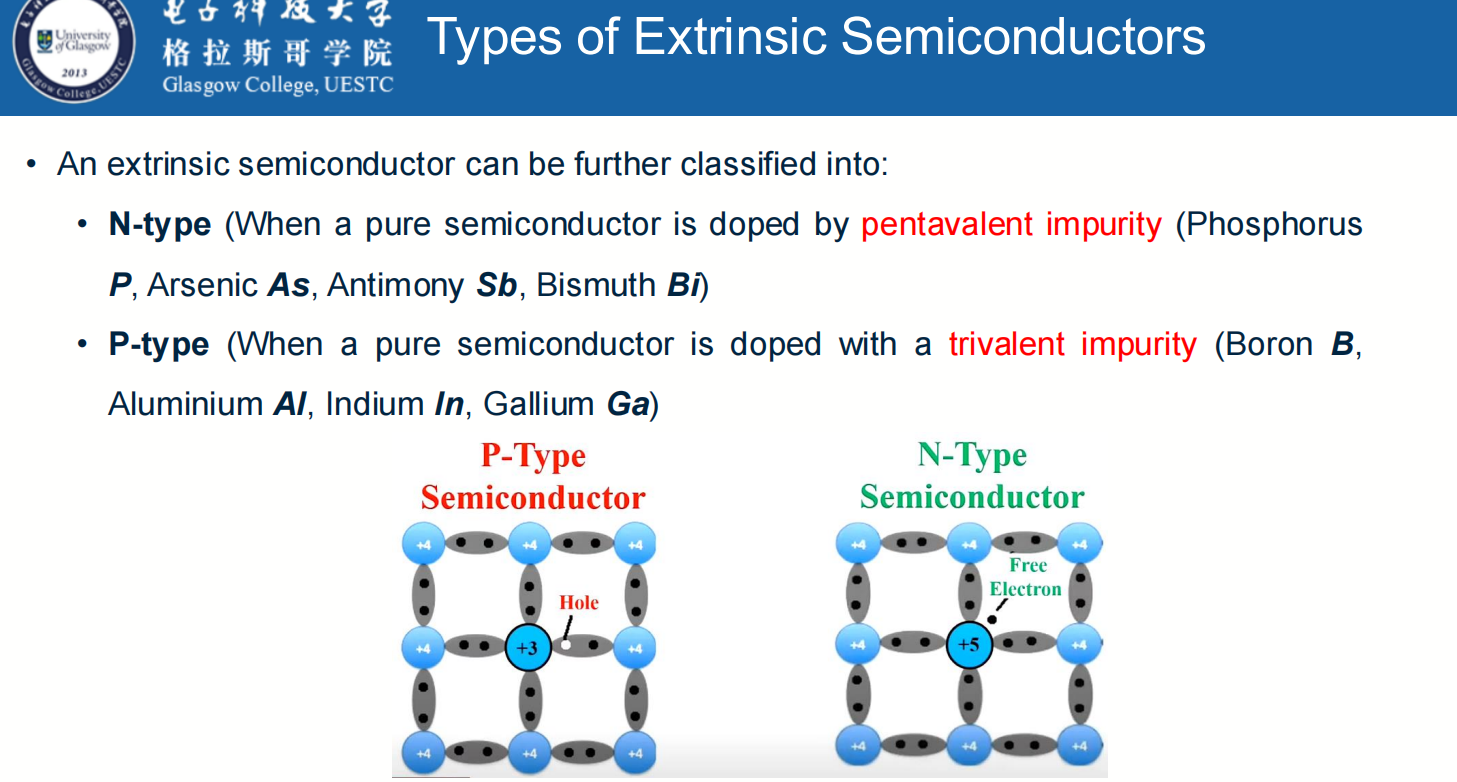 University
of Glasgow
2013
Glasgow College, UESTC
电子科技大学
格拉斯哥学院
Glasgow College, UESTC
Types of Extrinsic Semiconductors
• An extrinsic semiconductor can be further classified into:
• N-type (When a pure semiconductor is doped by pentavalent impurity (Phosphorus
P, Arsenic As, Antimony Sb, Bismuth Bi)
• P-type (When a pure semiconductor is doped with a trivalent impurity (Boron B,
Aluminium Al, Indium In, Gallium Ga)
P-Type
Semiconductor
+4 +4 +4
Hole
+4 +3 +4
+4 +4 +4
N-Type
Semiconductor
+4 +4 +4
Free
Electron
+4 +5 +4
+4 +4 +4